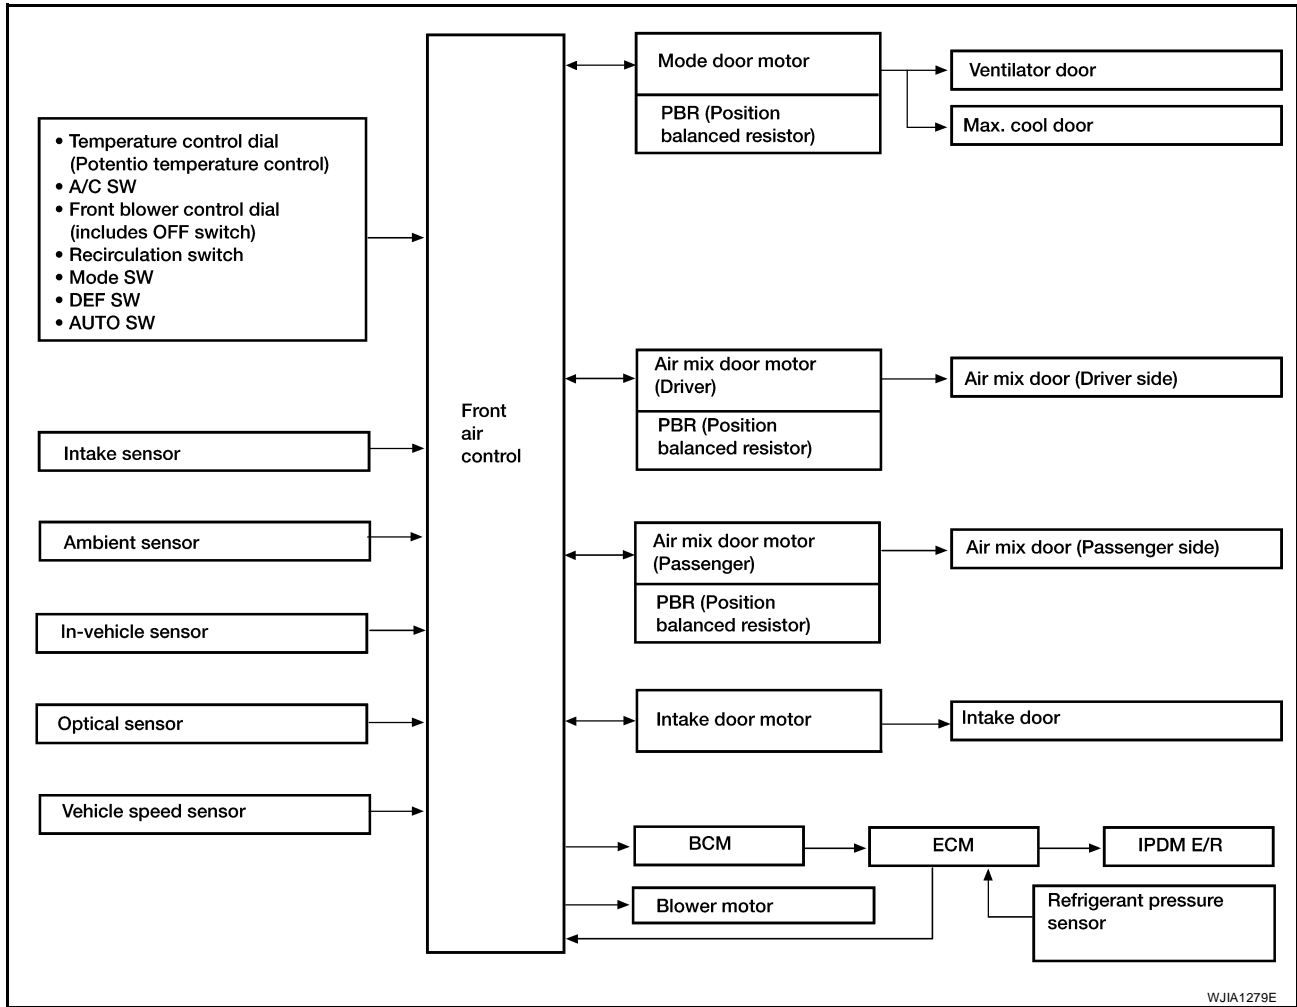 • Temperature control dial
(Potentio temperature control)
• A/C SW
• Front blower control dial
(includes OFF switch)
• Recirculation switch
• Mode SW
• DEF SW
• AUTO SW
Intake sensor
Ambient sensor
In-vehicle sensor
Optical sensor
Vehicle speed sensor
Front
air
control
Mode door motor
PBR (Position
balanced resistor)
Ventilator door
Max. cool door
Air mix door motor
(Driver)
PBR (Position
balanced resistor)
Air mix door (Driver side)
Air mix door motor
(Passenger)
PBR (Position
balanced resistor)
Air mix door (Passenger side)
Intake door motor
Intake door
BCM
ECM
IPDM E/R
Blower motor
Refrigerant pressure
sensor
WJIA1279E